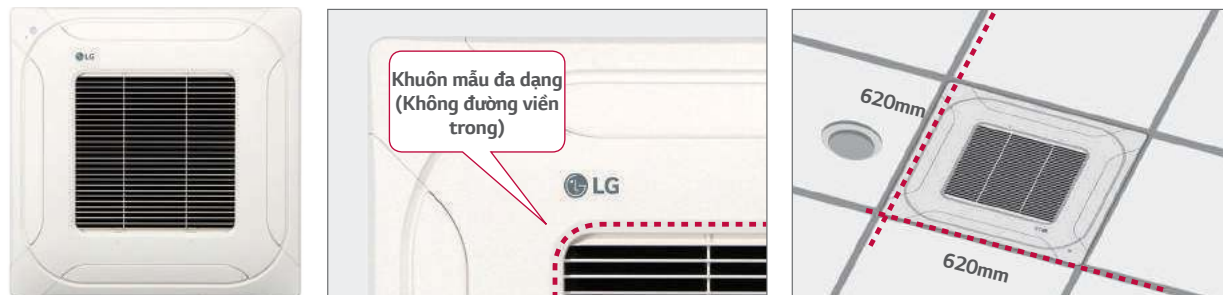 LG
Khuôn mẫu đa dạng
(Không đường viền
trong)
LG
620mm
620mm